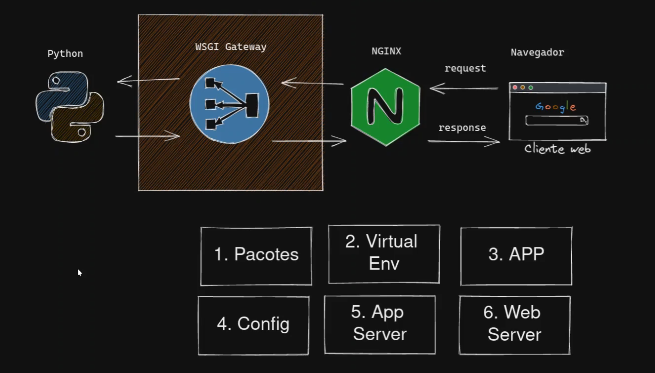 Python
WSGI Gateway
NGINX
Navegador
request
Google
response
Cliente web
1. Pacotes
2. Virtual
Env
3. APP
4. Config
5. App
Server
6. Web
Server